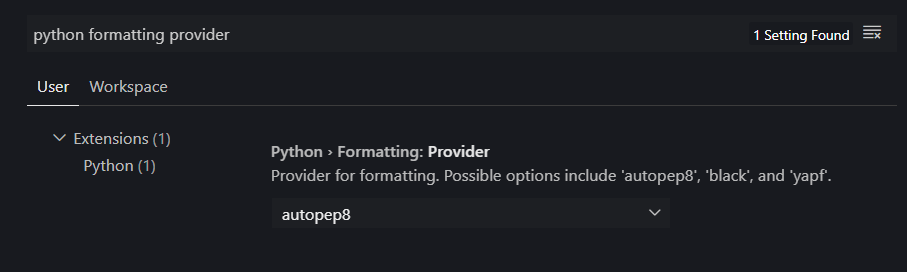 python formatting provider
1 Setting Found
User Workspace
Extensions (1)
Python (1)
Python › Formatting: Provider
Provider for formatting. Possible options include 'autopep8', 'black', and 'yapf'.
autopep8